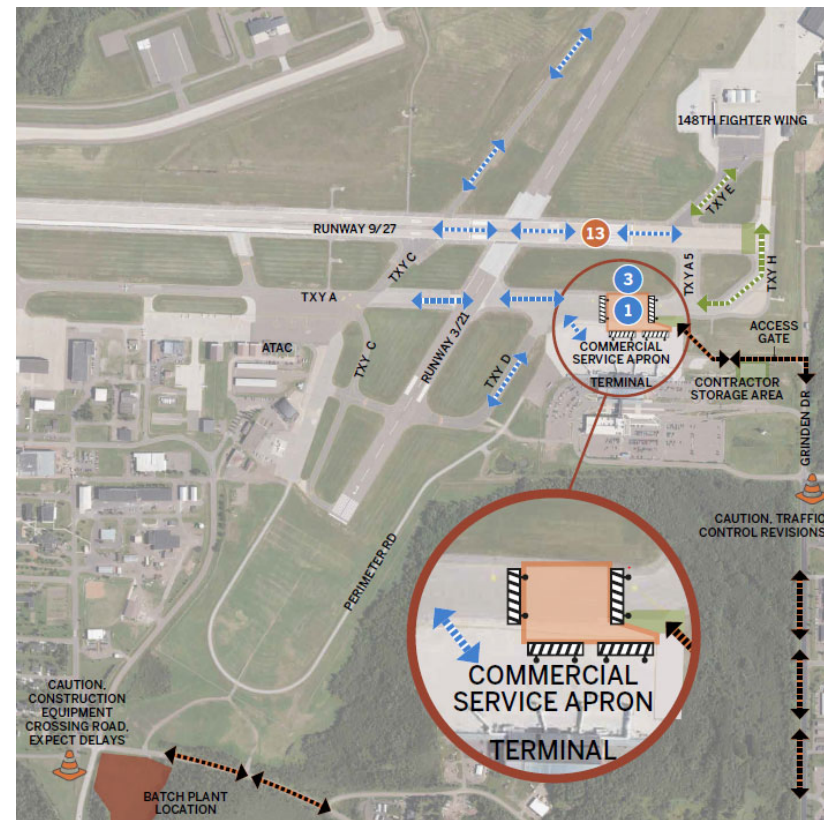 148TH FIGHTER WING
TXY E
RUNWAY 9/27
13
TXY C
TXY A5
TXY H
3
TXY A
1
ACCESS
GATE
ATAC
TXY C
RUNWAY 3/21
TXY D
COMMERCIAL
SERVICE APRON
TERMINAL
CONTRACTOR
STORAGE AREA
GRINDEN DR
CAUTION, TRAFFIC
CONTROL REVISIONS
PERIMETER RD
COMMERCIAL
SERVICE APRON
TERMINAL
CAUTION,
CONSTRUCTION
EQUIPMENT
CROSSING ROAD,
EXPECT DELAYS
BATCH PLANT
LOCATION